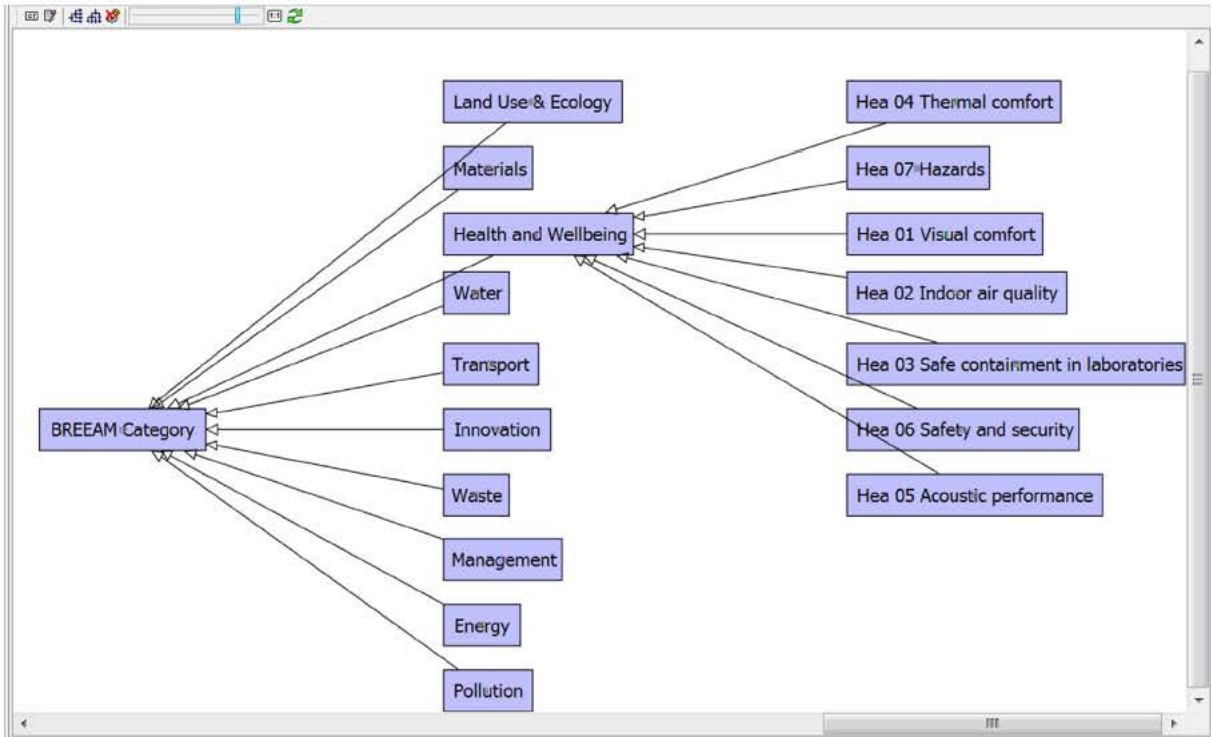 Land Use & Ecology
Materials
Health and Wellbeing
Water
Transport
Innovation
Waste
Management
Energy
Pollution
BREEAM Category
Hea 04 Thermal comfort
Hea 07 Hazards
Hea 01 Visual comfort
Hea 02 Indoor air quality
Hea 03 Safe containment in laboratories
Hea 06 Safety and security
Hea 05 Acoustic performance